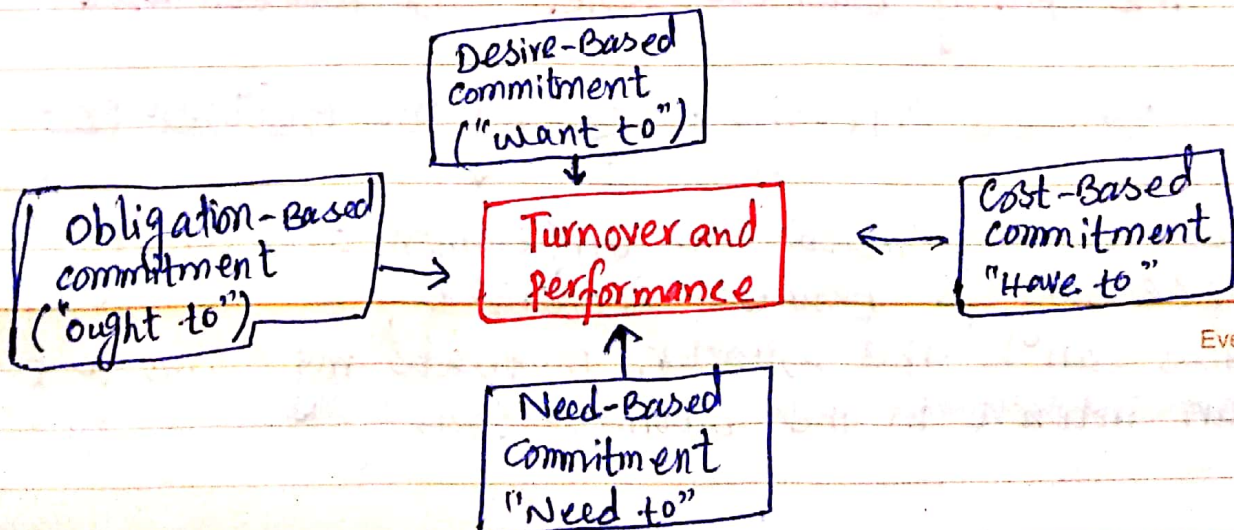 Desire-Based
commitment
("want to")
Obligation-Based
commitment
("ought to")
Turnover and
performance
Cost-Based
commitment
"Have to"
Eve
Need-Based
Commitment
"Need to"